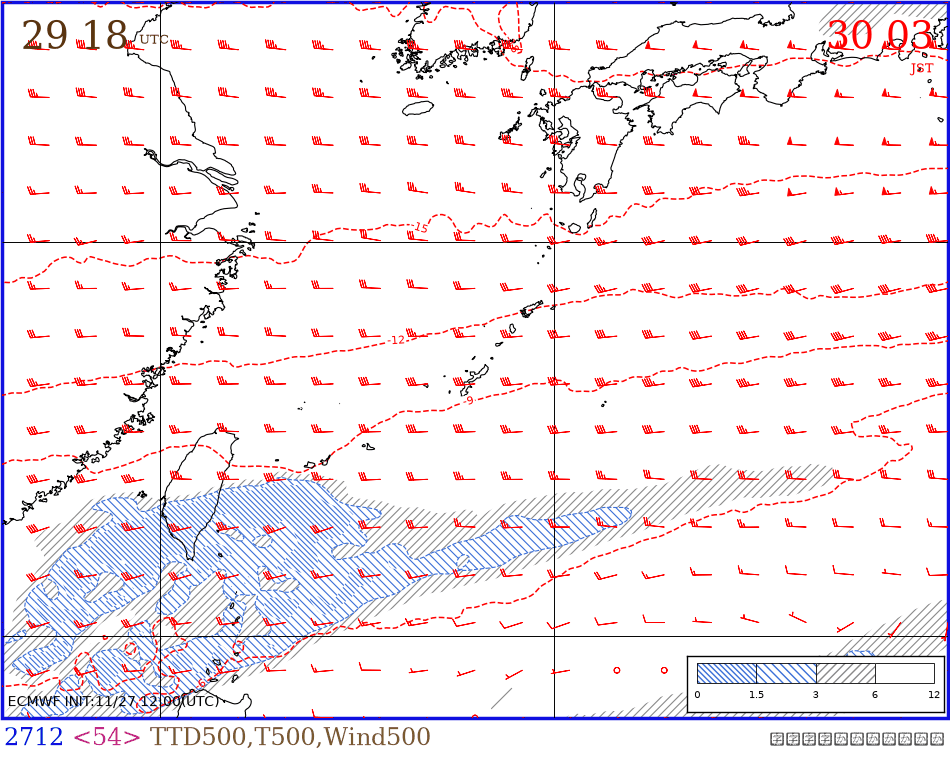 29 18 UTC
30 03
JST
-15
-12
-9
-6
ECMWF INIT:11/27 12:00(UTC)
0 1.5 3 6 12
2712 <54> TTD500,T500,Wind500